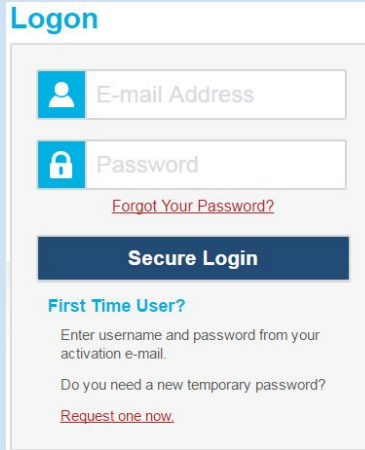 Logon
E-mail Address
Password
Forgot Your Password?
Secure Login
First Time User?
Enter username and password from your
activation e-mail.
Do you need a new temporary password?
Request one now.